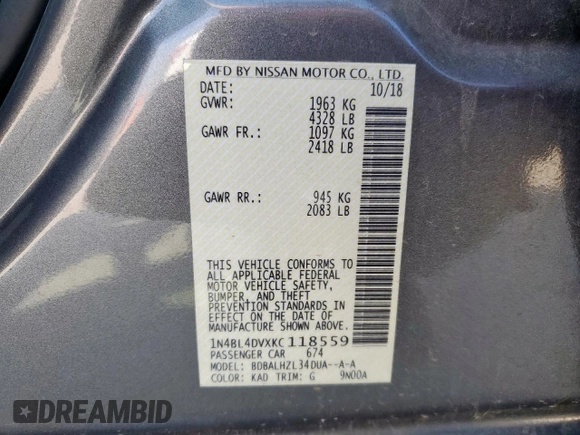 MFD BY NISSAN MOTOR CO., LTD.
DATE: 10/18
GVWR: 1963 KG
4328 LB
GAWR FR.: 1097 KG
2418 LB
GAWR RR.: 945 KG
2083 LB
THIS VEHICLE CONFORMS TO
ALL APPLICABLE FEDERAL
MOTOR VEHICLE SAFETY,
BUMPER, AND THEFT
PREVENTION STANDARDS IN
EFFECT ON THE DATE OF
MANUFACTURE SHOWN ABOVE.
1N4BL4DVXKC118559
PASSENGER CAR 674
MODEL: BDBALHZL34DUA--A-A
COLOR: KAD TRIM: G 9N00A
DREAMBID